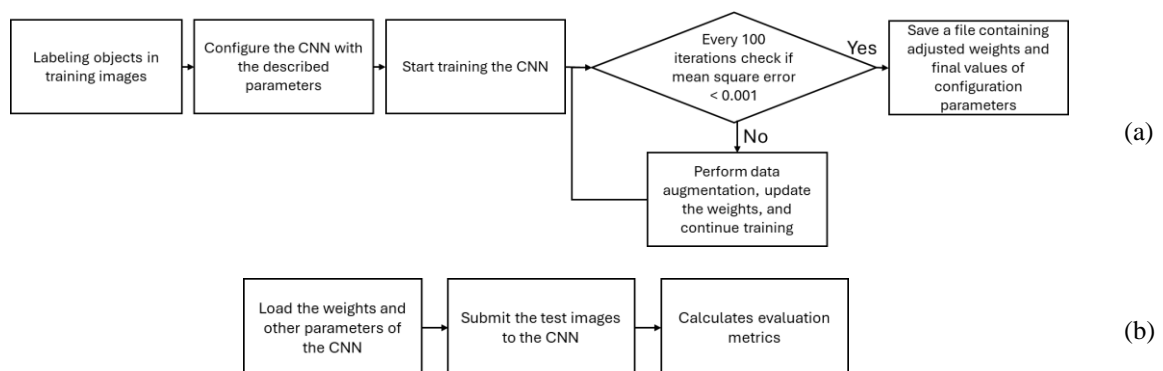 Labeling objects in
training images
Configure the CNN with
the described
parameters
Start training the CNN
Every 100
iterations check if
mean square error
< 0.001
Yes
Save a file containing
adjusted weights and
final values of
configuration
parameters
(a)
No
Perform data
augmentation, update
the weights, and
continue training
Load the weights and
other parameters of
the CNN
Submit the test images
to the CNN
Calculates evaluation
metrics
(b)